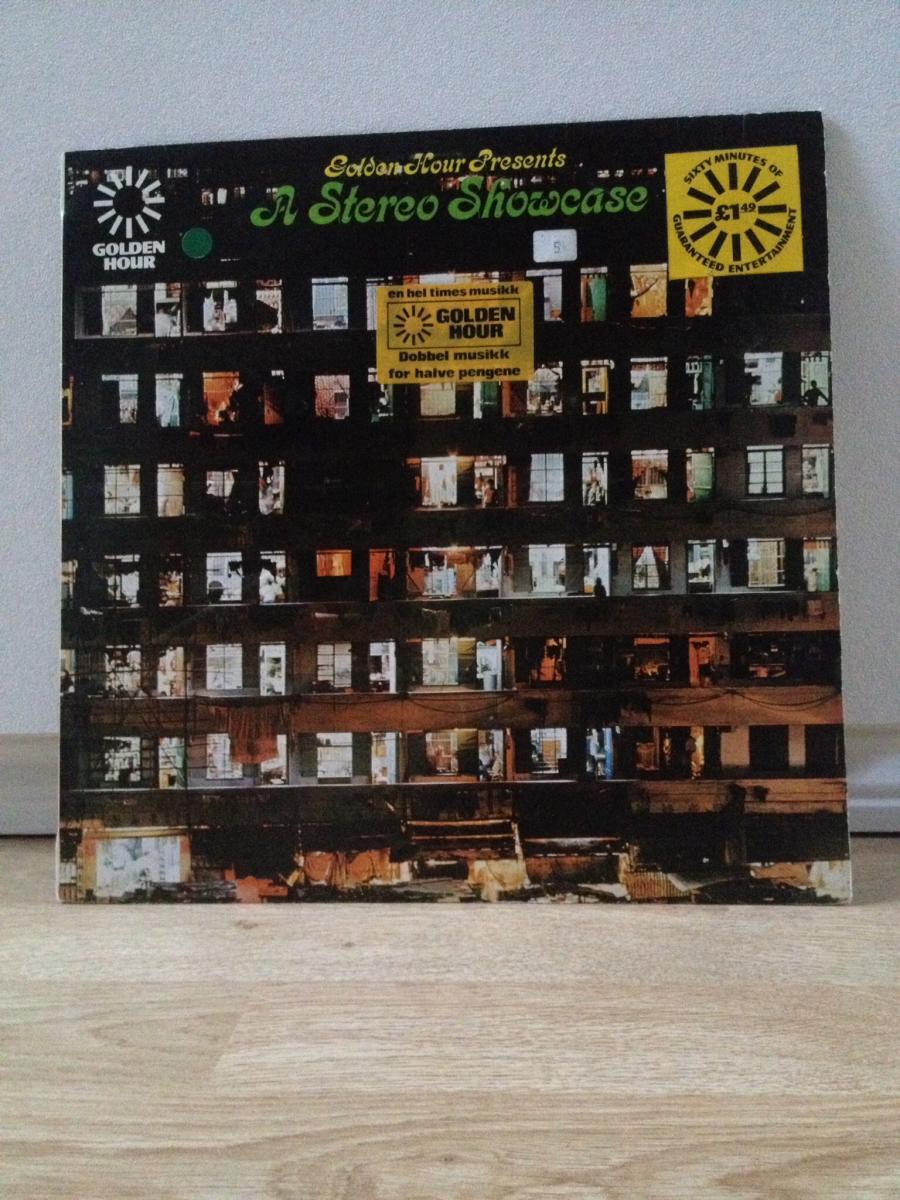 Golden Hour Presents
A Stereo Showcase
GOLDEN
HOUR
SIXTY MINUTES OF
£1.49
GUARANTEED ENTERTAINMENT
en hel times musikk
GOLDEN
HOUR
Dobbel musikk
for halve pengene